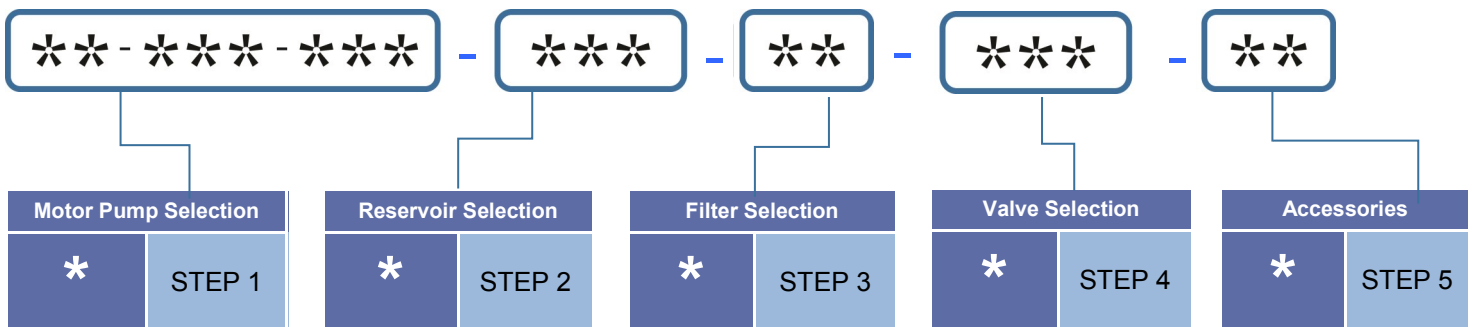 **-***-*** - *** - ** - *** - **
Motor Pump Selection Reservoir Selection Filter Selection Valve Selection Accessories
* STEP 1 * STEP 2 * STEP 3 * STEP 4 * STEP 5